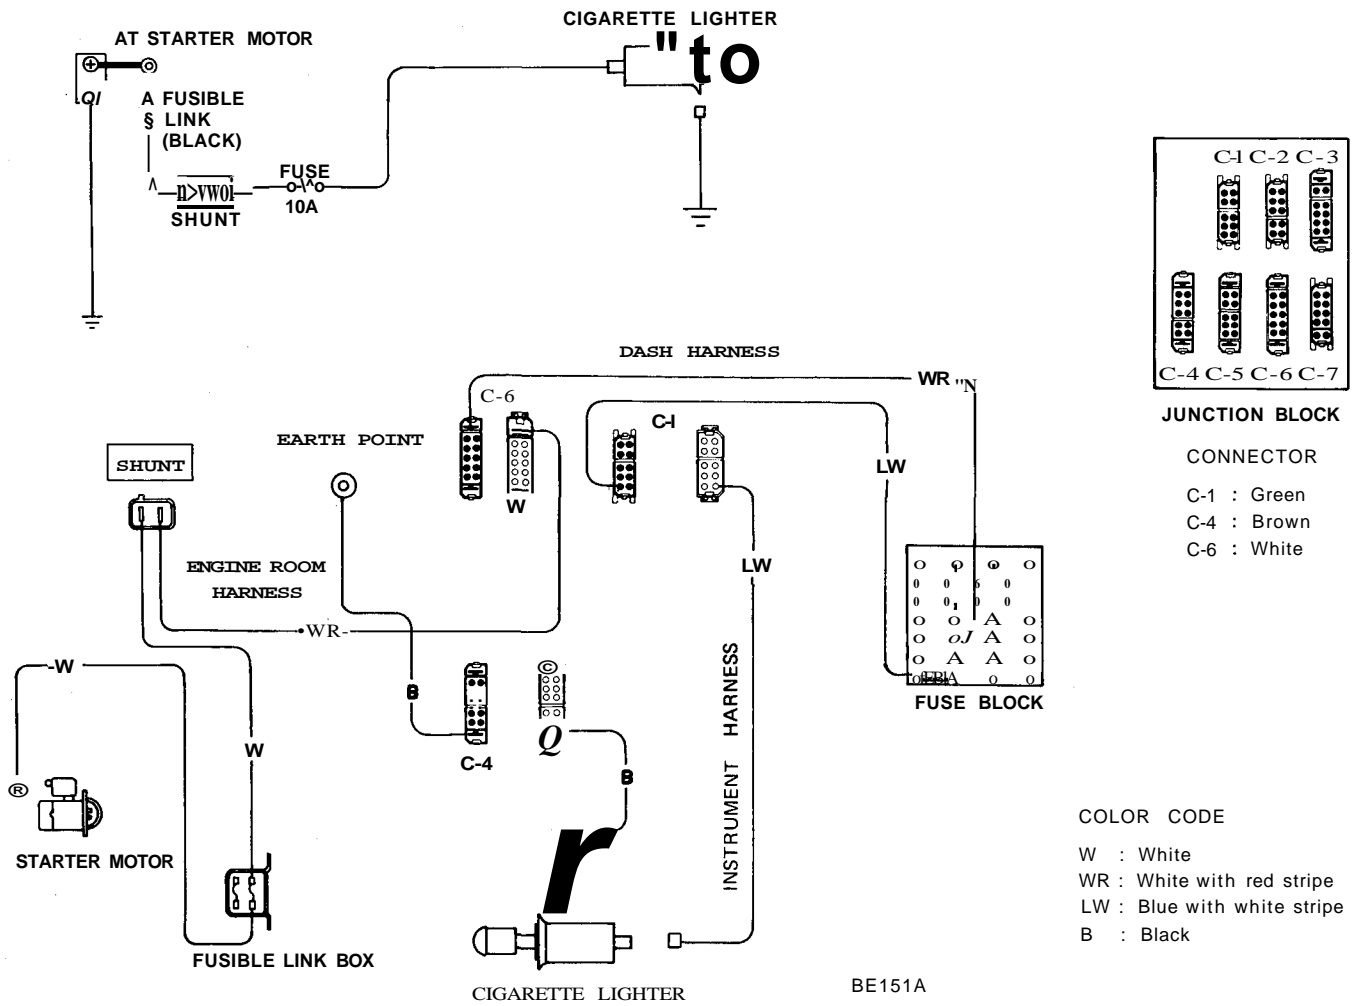 CIGARETTE LIGHTER
"to
AT STARTER MOTOR
QI
A FUSIBLE
§ LINK
(BLACK)
n>VW0i
SHUNT
FUSE
10A
C-1 C-2 C-3
C-4 C-5 C-6 C-7
JUNCTION BLOCK
CONNECTOR
C-1 : Green
C-4 : Brown
C-6 : White
DASH HARNESS
WR "N
C-6
C-1
EARTH POINT
SHUNT
W
LW
LW
ENGINE ROOM
HARNESS
WR-
-W
B
W
C-4
Q
B
INSTRUMENT HARNESS
FUSE BLOCK
®
©
STARTER MOTOR
FUSIBLE LINK BOX
r
CIGARETTE LIGHTER
COLOR CODE
W : White
WR : White with red stripe
LW : Blue with white stripe
B : Black
BE151A